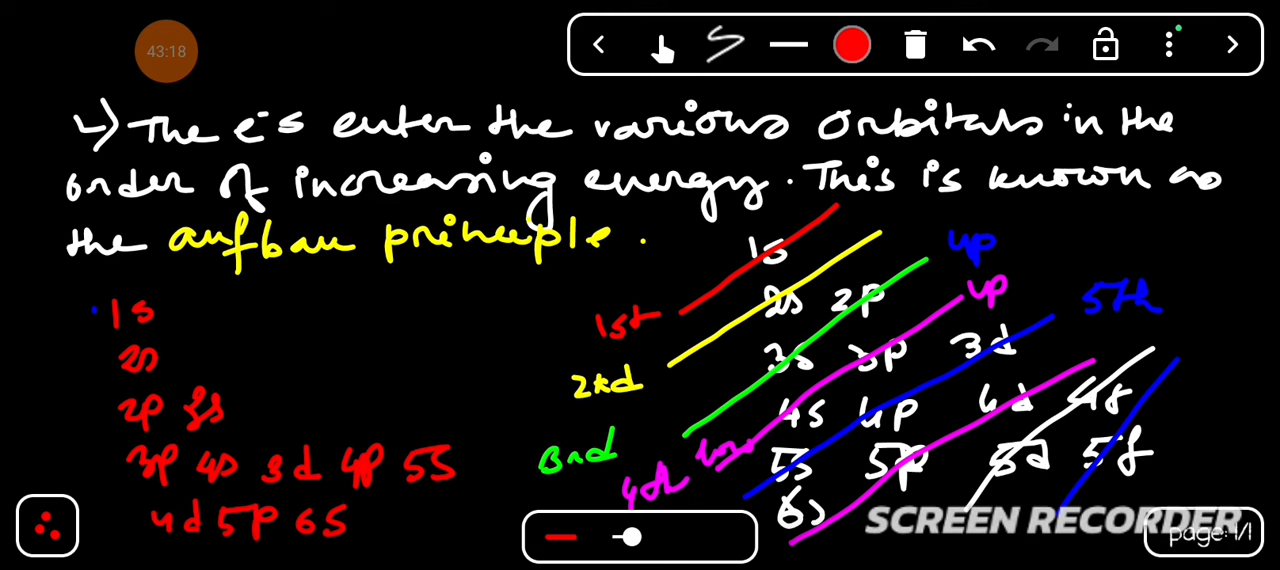 43:18
4) The e-s enter the various orbitals in the
order of increasing energy. This is known as
the aufbau principle.
1s
2s 2p
3s 3p 3d
4s 4p 4d 4f
5s 5p 5d 5f
6s
1st
2nd
3rd
4th
4p
4p
5th
1s
2s
2p 3s
3p 4s 3d 4p 5s
4d 5p 6s
SCREEN RECORDER
page:1/1